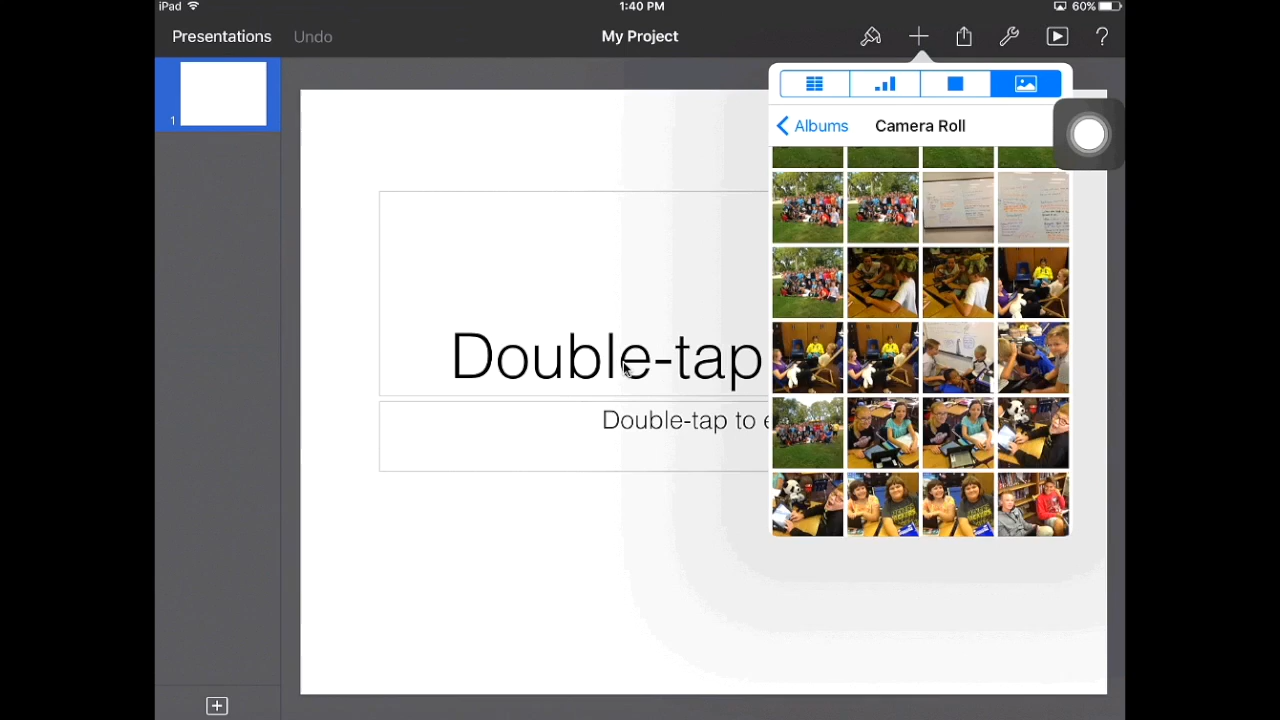 iPad 1:40 PM 60%
Presentations Undo My Project ?
Albums Camera Roll
1
Double-tap
Double-tap to e